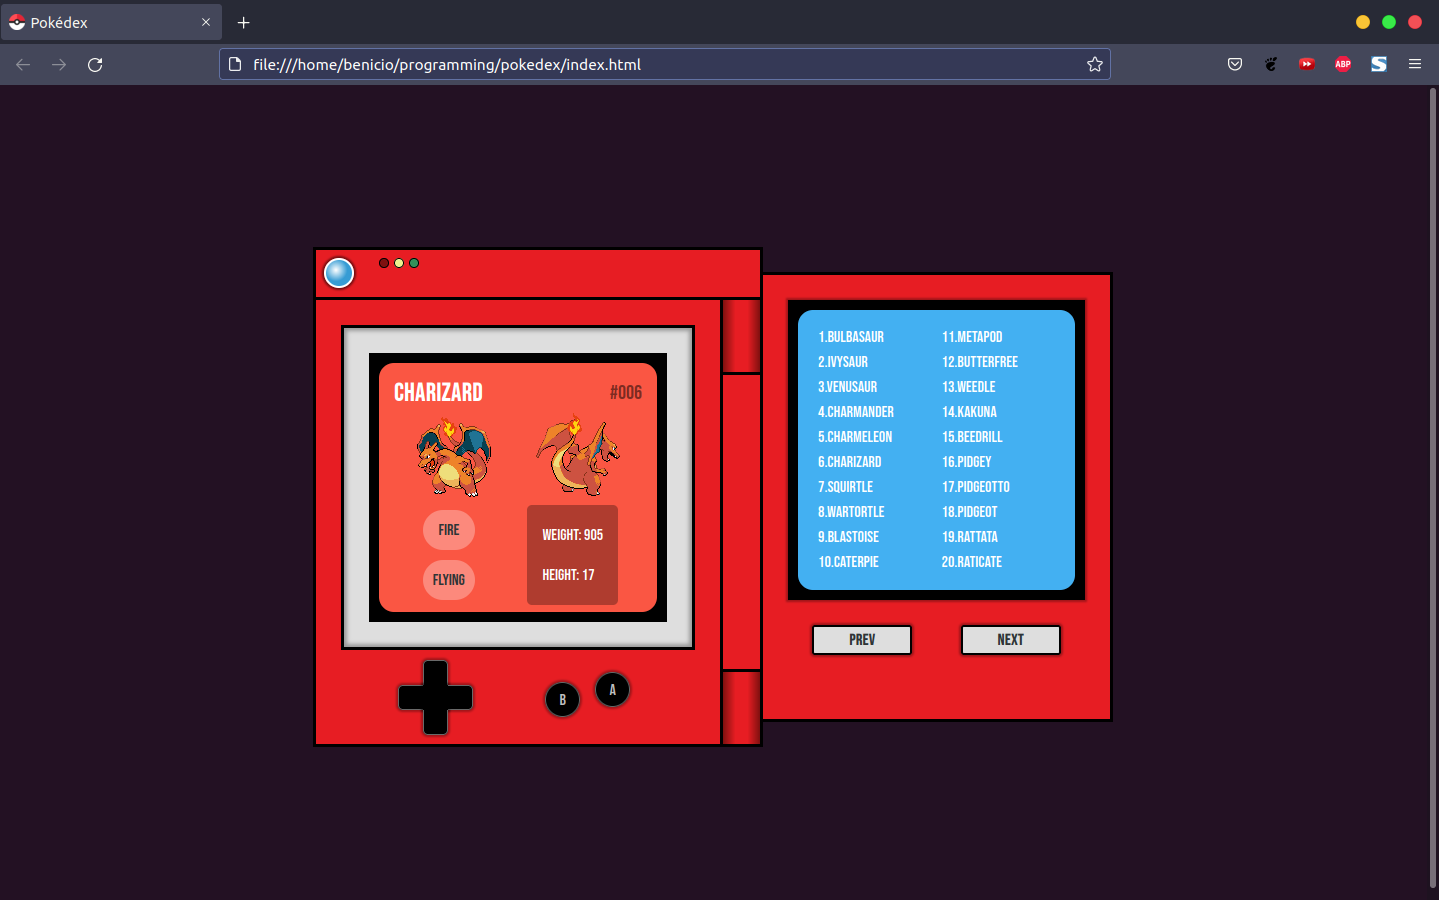 Pokédex
file:///home/benicio/programming/pokedex/index.html
ABP
S
CHARIZARD #006
FIRE
FLYING
WEIGHT: 905
HEIGHT: 17
B
A
1.BULBASAUR
2.IVYSAUR
3.VENUSAUR
4.CHARMANDER
5.CHARMELEON
6.CHARIZARD
7.SQUIRTLE
8.WARTORTLE
9.BLASTOISE
10.CATERPIE
11.METAPOD
12.BUTTERFREE
13.WEEDLE
14.KAKUNA
15.BEEDRILL
16.PIDGEY
17.PIDGEOTTO
18.PIDGEOT
19.RATTATA
20.RATICATE
PREV
NEXT